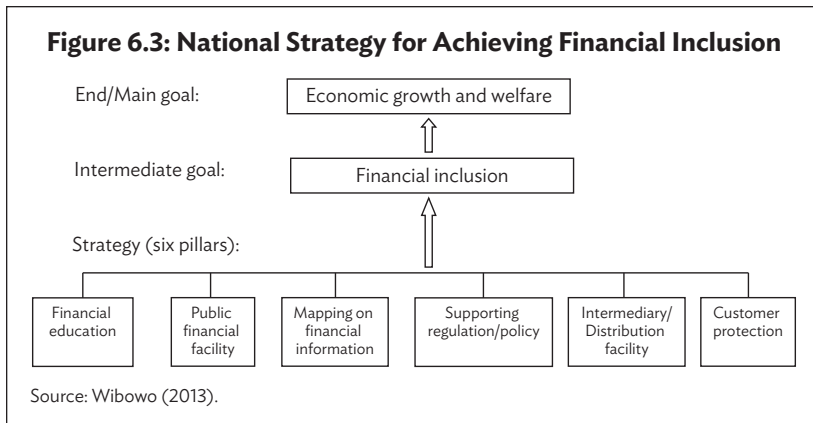 Figure 6.3: National Strategy for Achieving Financial Inclusion
End/Main goal:
Economic growth and welfare
Intermediate goal:
Financial inclusion
Strategy (six pillars):
Financial
education
Public
financial
facility
Mapping on
financial
information
Supporting
regulation/policy
Intermediary/
Distribution
facility
Customer
protection
Source: Wibowo (2013).